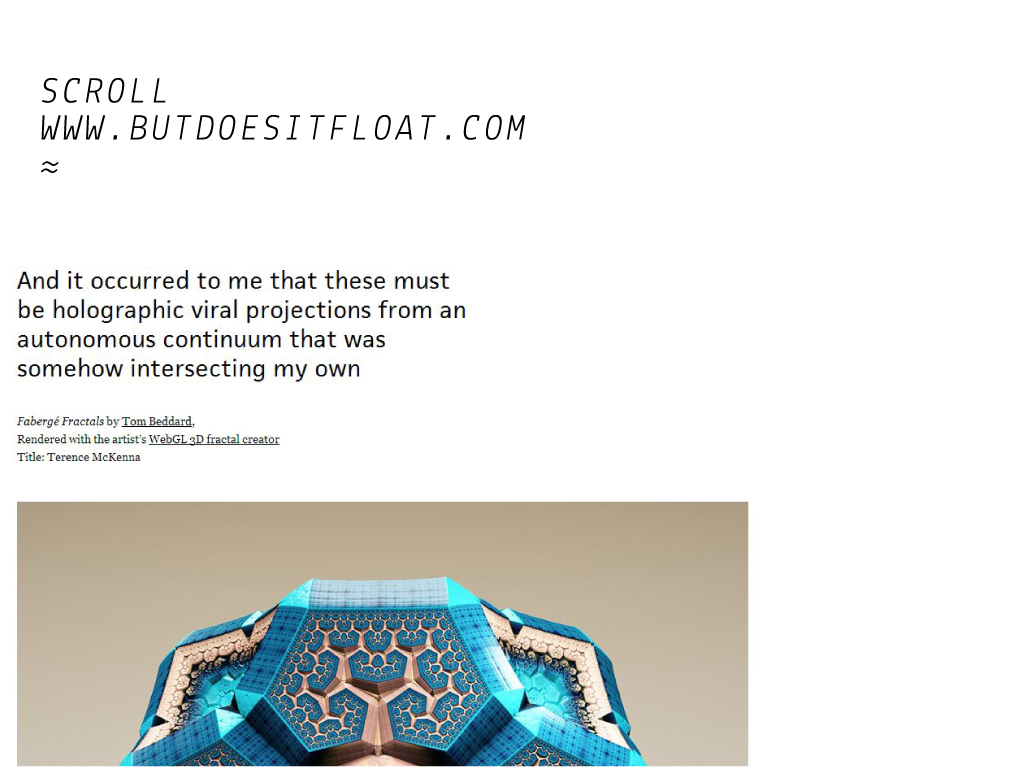 SCROLL
WWW.BUTDOESITFLOAT.COM
≈
And it occurred to me that these must
be holographic viral projections from an
autonomous continuum that was
somehow intersecting my own
Fabergé Fractals by Tom Beddard,
Rendered with the artist's WebGL 3D fractal creator
Title: Terence McKenna